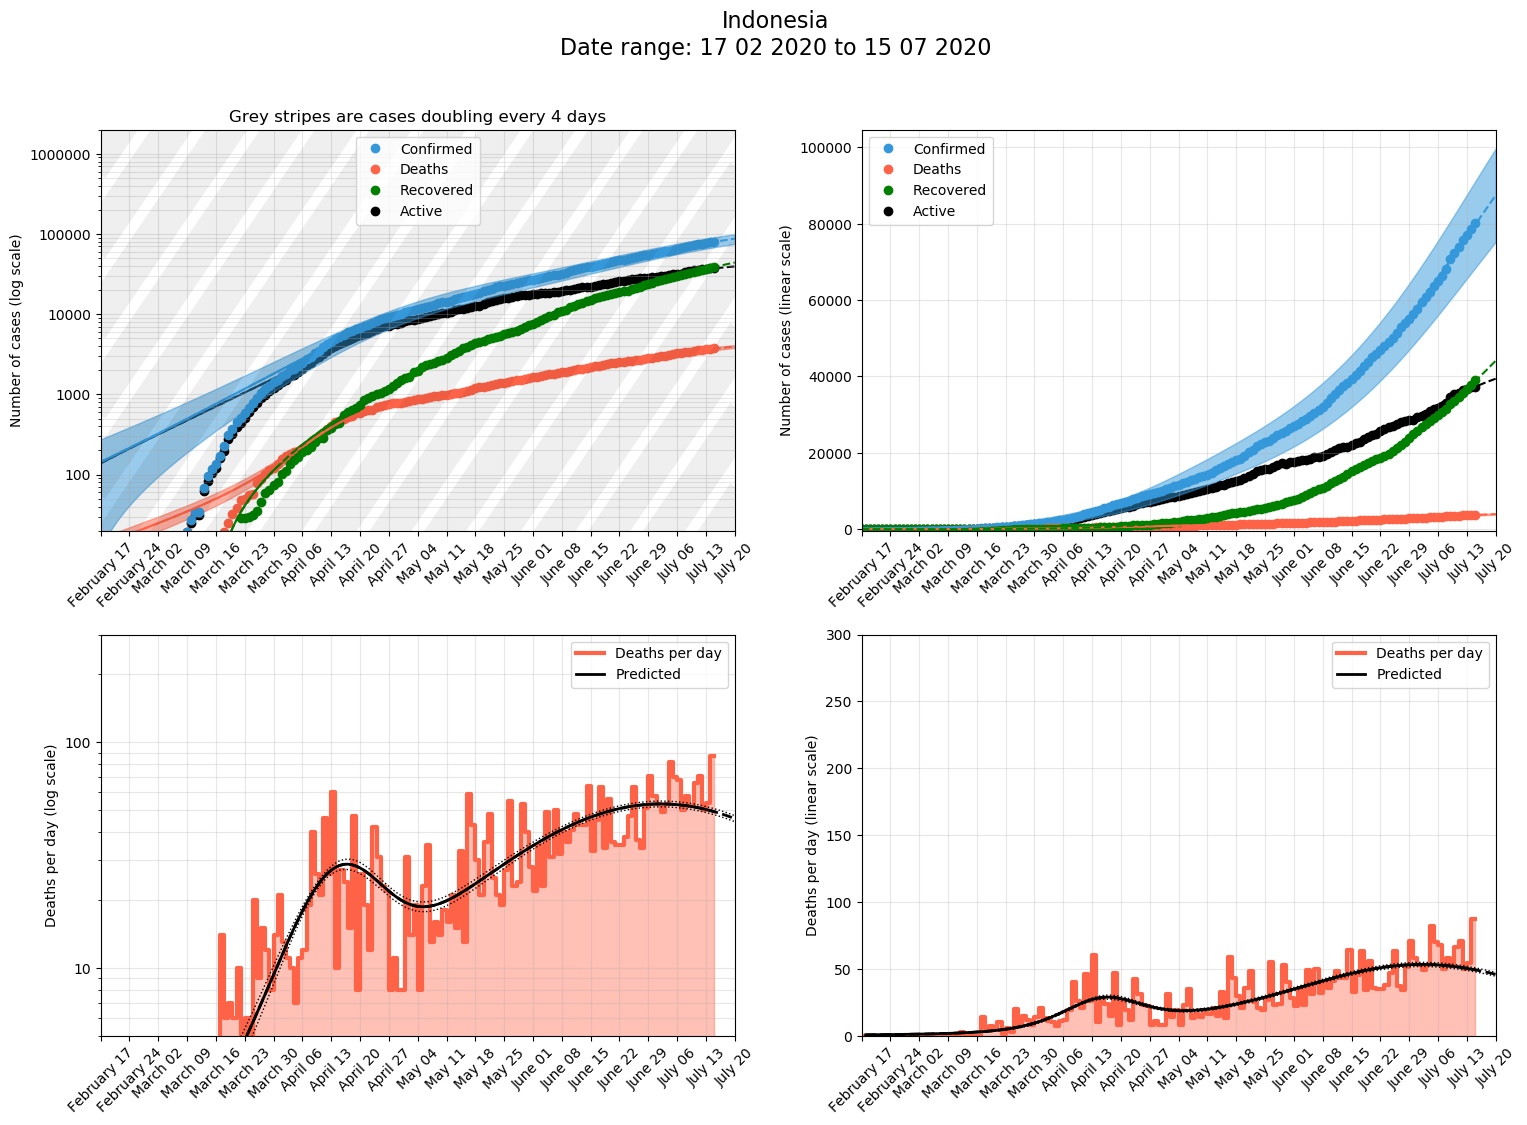 Indonesia
Date range: 17 02 2020 to 15 07 2020
Grey stripes are cases doubling every 4 days
Number of cases (log scale)
1000000
100000
10000
1000
100
Confirmed
Deaths
Recovered
Active
February 17
February 24
March 02
March 09
March 16
March 23
March 30
April 06
April 13
April 20
April 27
May 04
May 11
May 18
May 25
June 01
June 08
June 15
June 22
June 29
July 06
July 13
July 20
Number of cases (linear scale)
100000
80000
60000
40000
20000
0
Confirmed
Deaths
Recovered
Active
February 17
February 24
March 02
March 09
March 16
March 23
March 30
April 06
April 13
April 20
April 27
May 04
May 11
May 18
May 25
June 01
June 08
June 15
June 22
June 29
July 06
July 13
July 20
Deaths per day (log scale)
100
10
Deaths per day
Predicted
February 17
February 24
March 02
March 09
March 16
March 23
March 30
April 06
April 13
April 20
April 27
May 04
May 11
May 18
May 25
June 01
June 08
June 15
June 22
June 29
July 06
July 13
July 20
Deaths per day (linear scale)
300
250
200
150
100
50
0
Deaths per day
Predicted
February 17
February 24
March 02
March 09
March 16
March 23
March 30
April 06
April 13
April 20
April 27
May 04
May 11
May 18
May 25
June 01
June 08
June 15
June 22
June 29
July 06
July 13
July 20